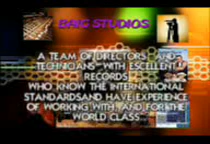 BAIG STUDIOS
A TEAM OF DIRECTORS AND
TECHNICIANS WITH EXCELLENT
RECORDS
WHO KNOW THE INTERNATIONAL
STANDARDSAND HAVE EXPERIENCE
OF WORKING WITH AND FOR THE
WORLD CLASS